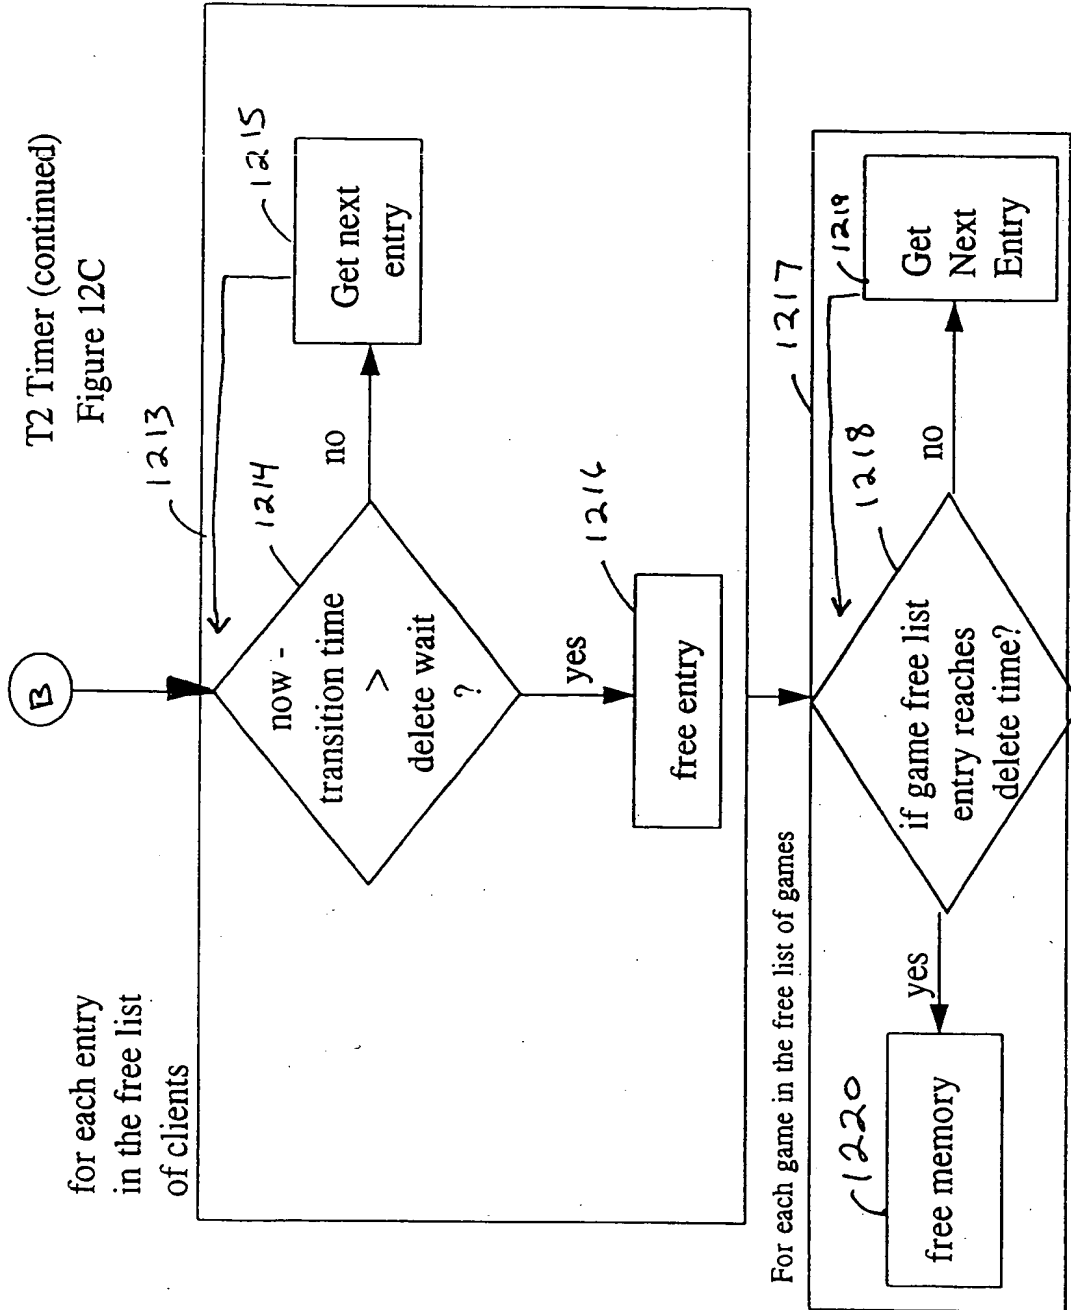 T2 Timer (continued)
Figure 12C
B
for each entry
in the free list
of clients
1213
now -
transition time
>
delete wait
?
1214
no
Get next
entry
1215
yes
free entry
1216
For each game in the free list of games
1217
if game free list
entry reaches
delete time?
1218
no
Get
Next
Entry
1219
yes
free memory
1220